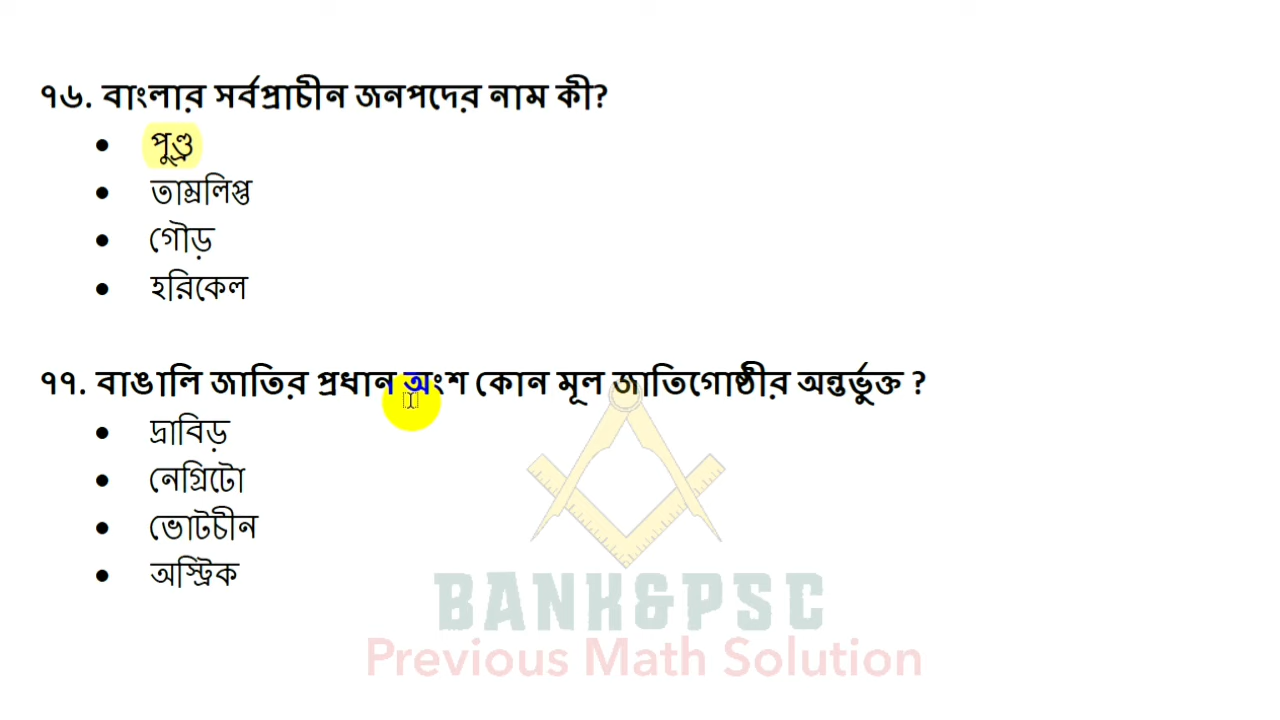 ৭৬. বাংলার সর্বপ্রাচীন জনপদের নাম কী?
• পুণ্ড্র
• তাম্রলিপ্ত
• গৌড়
• হরিকেল
৭৭. বাঙালি জাতির প্রধান অংশ কোন মূল জাতিগোষ্ঠীর অন্তর্ভুক্ত ?
• দ্রাবিড়
• নেগ্রিটো
• ভোটচীন
• অস্ট্রিক
BANK&PSC
Previous Math Solution